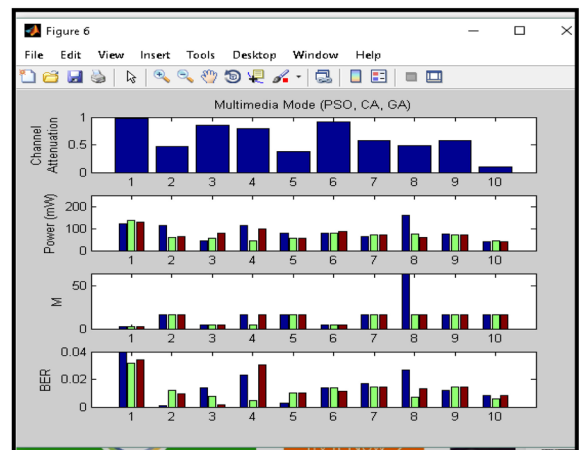 Figure 6
File Edit View Insert Tools Desktop Window Help
Multimedia Mode (PSO, CA, GA)
Channel
Attenuation
1
0.5
0
1 2 3 4 5 6 7 8 9 10
Power (mW)
200
100
0
1 2 3 4 5 6 7 8 9 10
M
50
0
1 2 3 4 5 6 7 8 9 10
BER
0.04
0.02
0
1 2 3 4 5 6 7 8 9 10